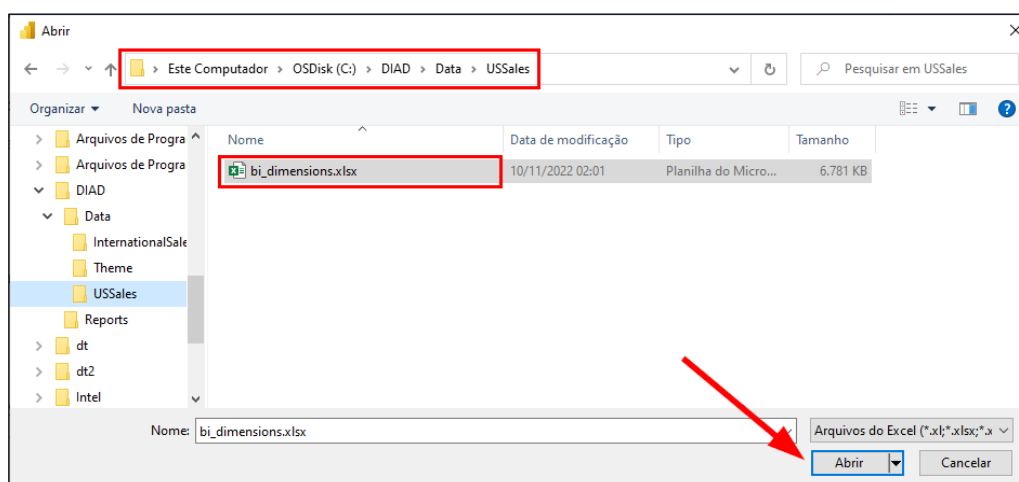 Abrir
Este Computador > OSDisk (C:) > DIAD > Data > USSales
Pesquisar em USSales
Organizar Nova pasta
Nome Data de modificação Tipo Tamanho
bi_dimensions.xlsx 10/11/2022 02:01 Planilha do Micro... 6.781 KB
Arquivos de Progra
Arquivos de Progra
DIAD
Data
InternationalSale
Theme
USSales
Reports
dt
dt2
Intel
Nome: bi_dimensions.xlsx
Arquivos do Excel (*.xl;*.xlsx;*.x
Abrir Cancelar